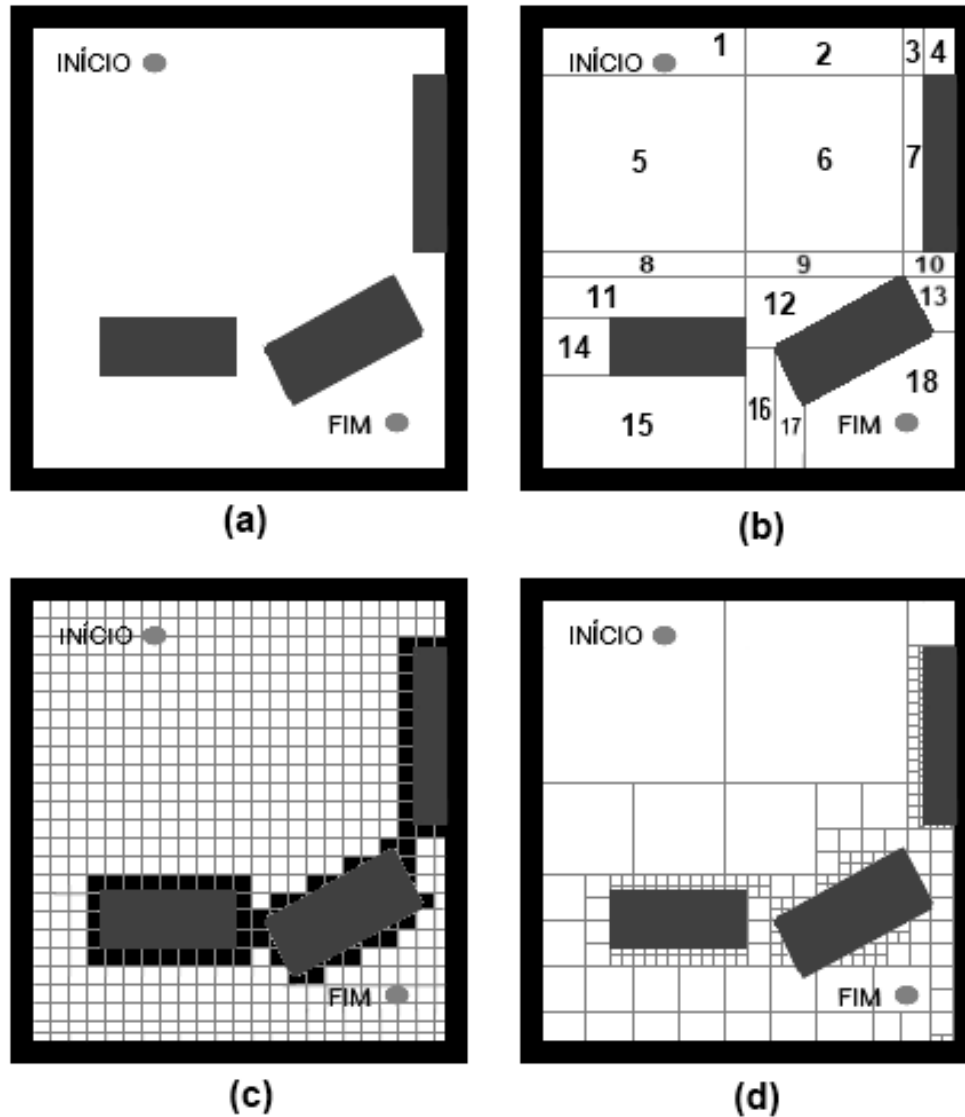 INÍCIO
FIM
(a)
1 2 3 4
INÍCIO
5 6 7
8 9 10
11 12 13
14
15 16 17 18
FIM
(b)
INÍCIO
FIM
(c)
INÍCIO
FIM
(d)